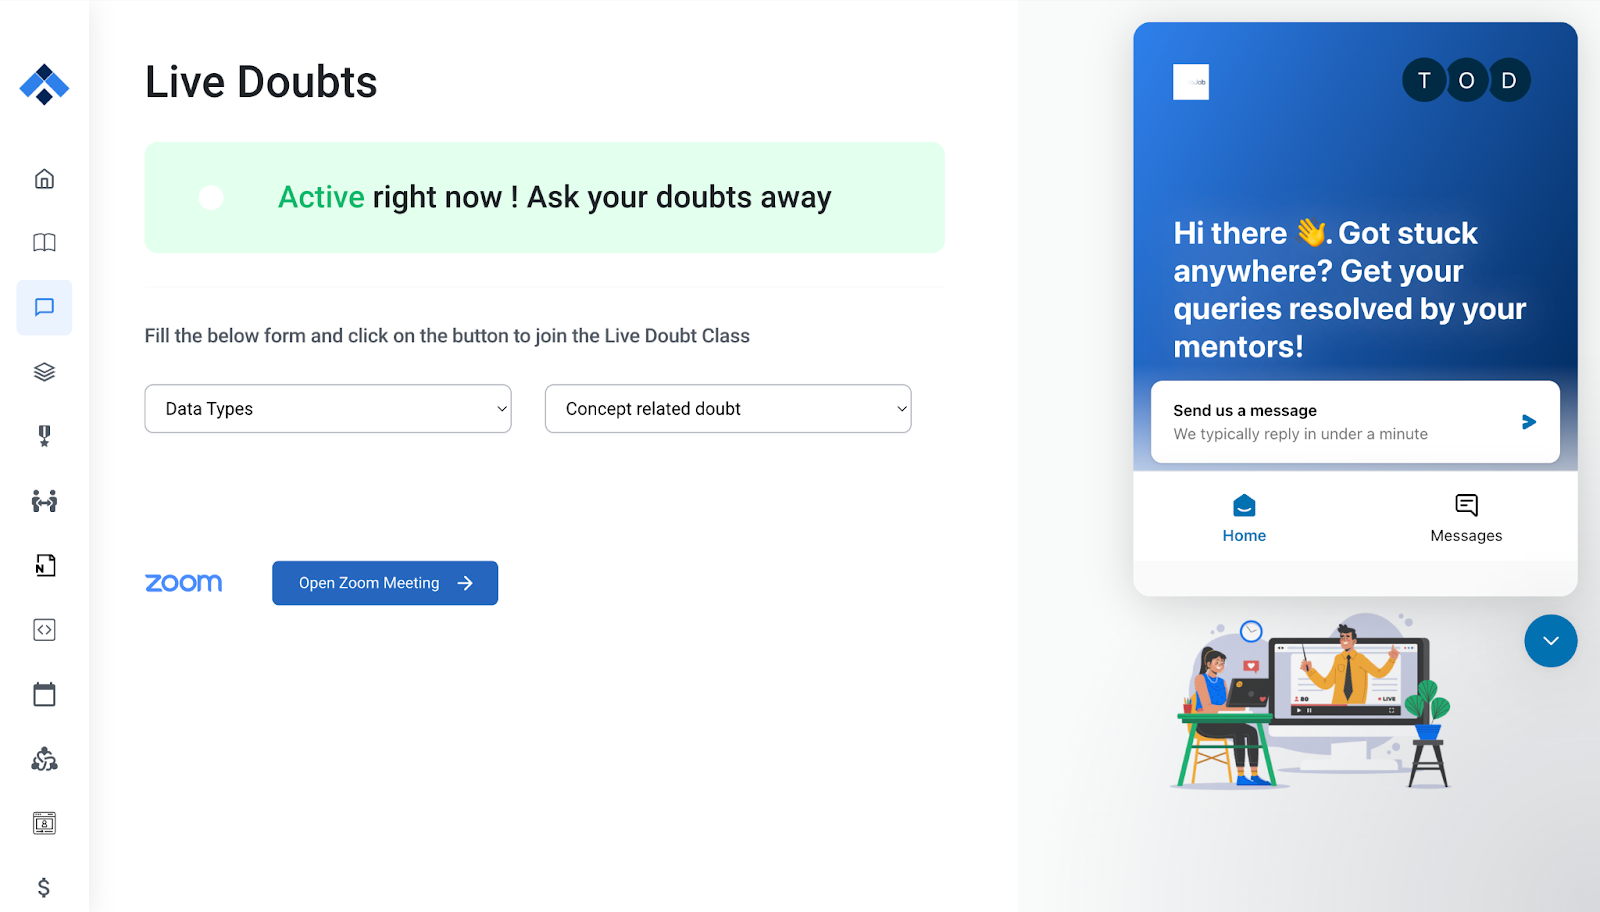 Live Doubts
Active right now ! Ask your doubts away
Fill the below form and click on the button to join the Live Doubt Class
Data Types
Concept related doubt
zoom
Open Zoom Meeting
N
$
T O D
Hi there 👋. Got stuck
anywhere? Get your
queries resolved by your
mentors!
Send us a message
We typically reply in under a minute
Home
Messages
80
LIVE